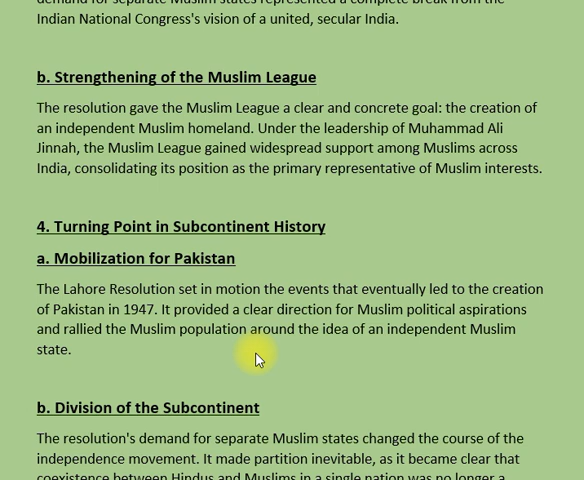 demand for separate Muslim states represented a complete break from the
Indian National Congress's vision of a united, secular India.
b. Strengthening of the Muslim League
The resolution gave the Muslim League a clear and concrete goal: the creation of
an independent Muslim homeland. Under the leadership of Muhammad Ali
Jinnah, the Muslim League gained widespread support among Muslims across
India, consolidating its position as the primary representative of Muslim interests.
4. Turning Point in Subcontinent History
a. Mobilization for Pakistan
The Lahore Resolution set in motion the events that eventually led to the creation
of Pakistan in 1947. It provided a clear direction for Muslim political aspirations
and rallied the Muslim population around the idea of an independent Muslim
state.
b. Division of the Subcontinent
The resolution's demand for separate Muslim states changed the course of the
independence movement. It made partition inevitable, as it became clear that
coexistence between Hindus and Muslims in a single nation was no longer a